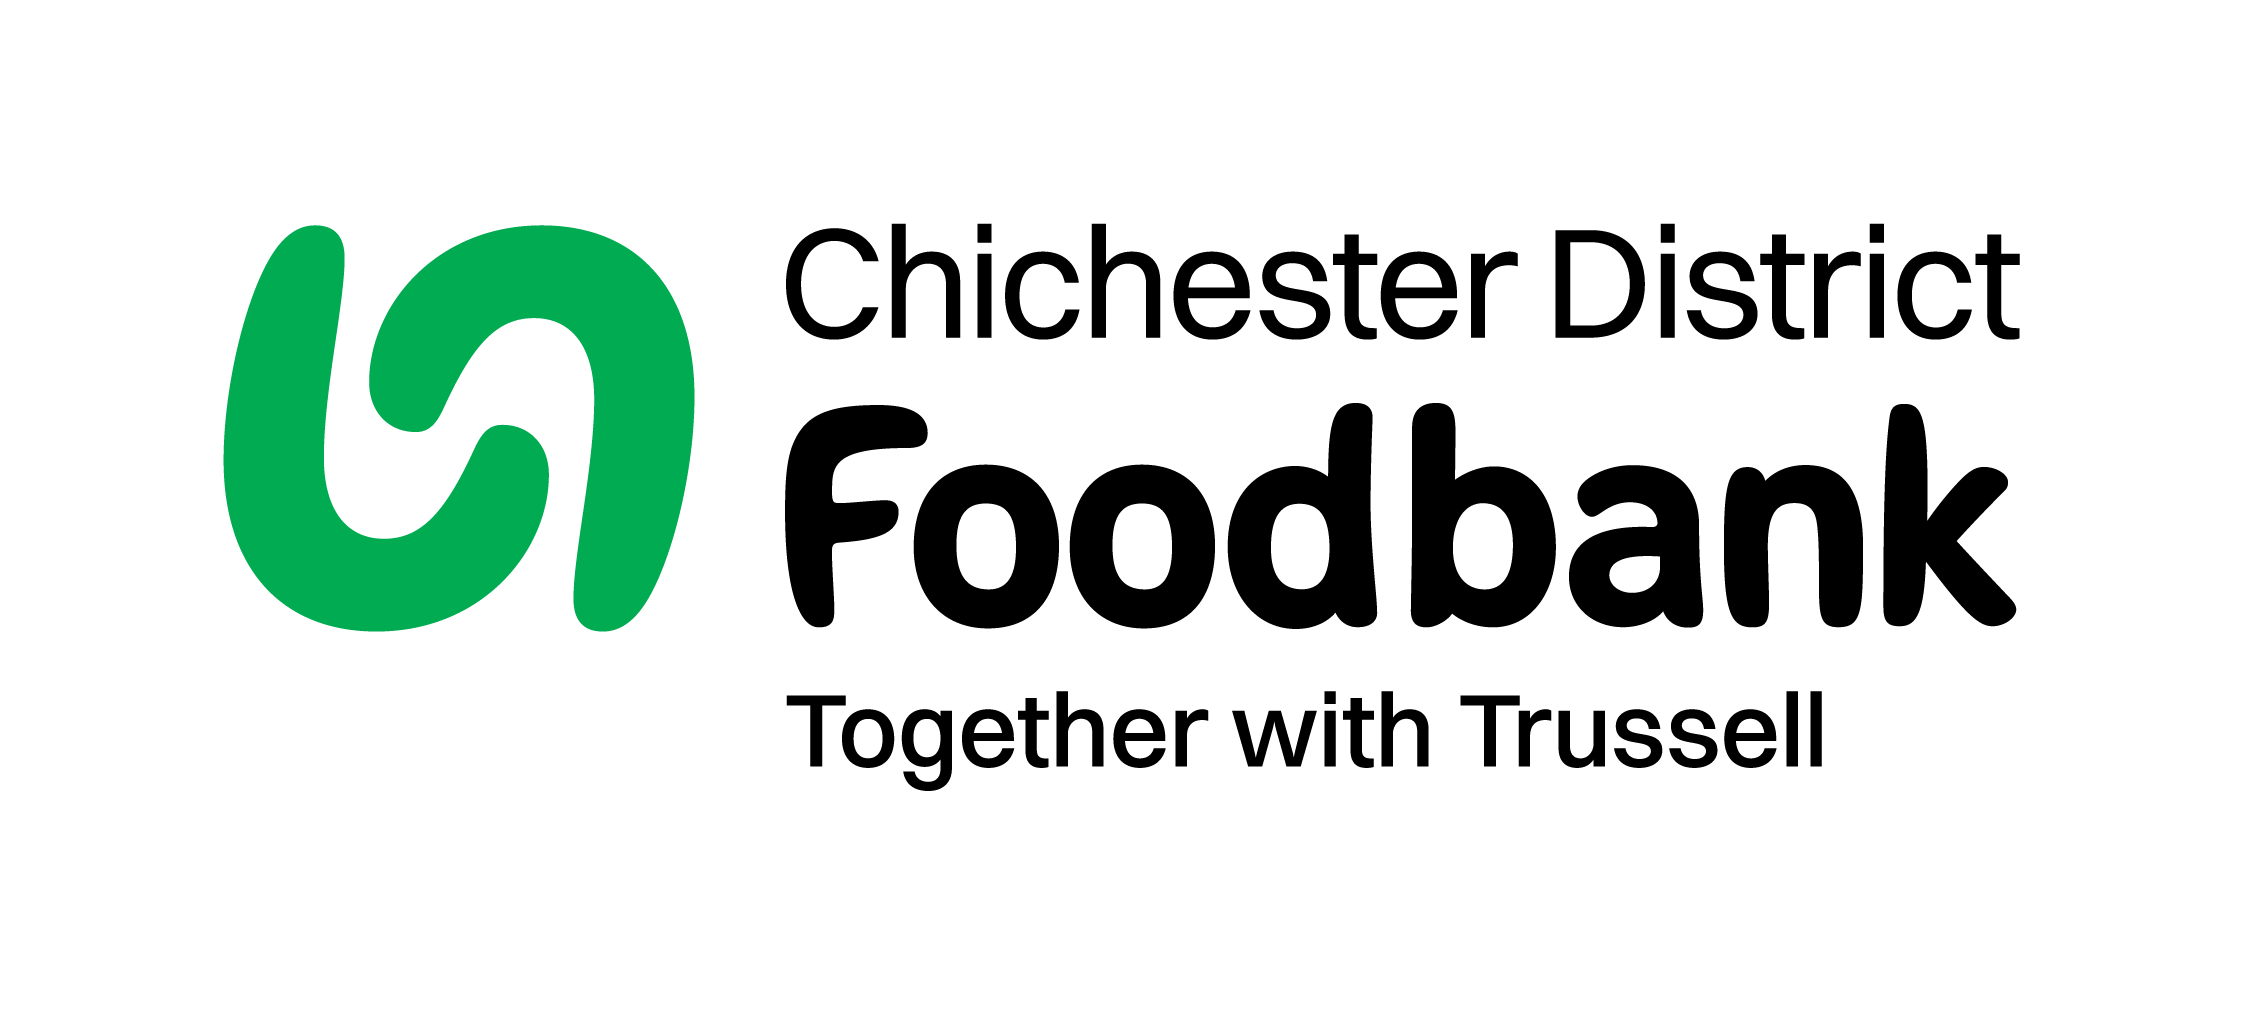 Chichester District
Foodbank
Together with Trussell